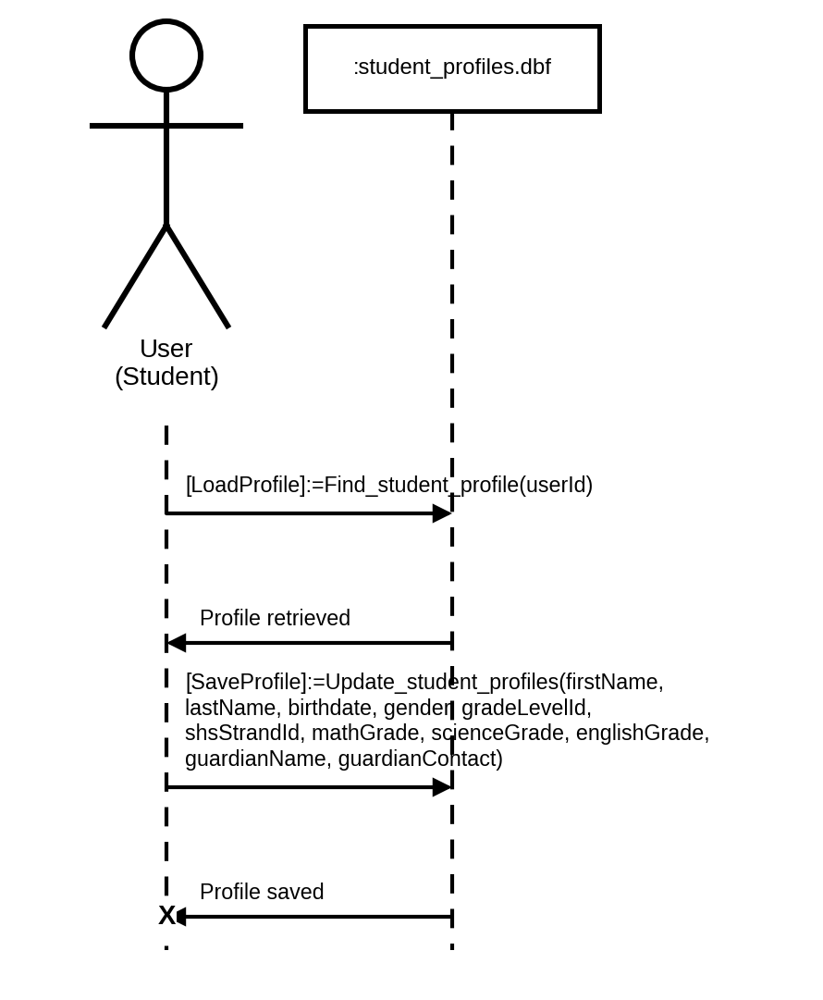 :student_profiles.dbf
User
(Student)
[LoadProfile]:=Find_student_profile(userId)
Profile retrieved
[SaveProfile]:=Update_student_profiles(firstName,
lastName, birthdate, gender, gradeLevelId,
shsStrandId, mathGrade, scienceGrade, englishGrade,
guardianName, guardianContact)
Profile saved
X